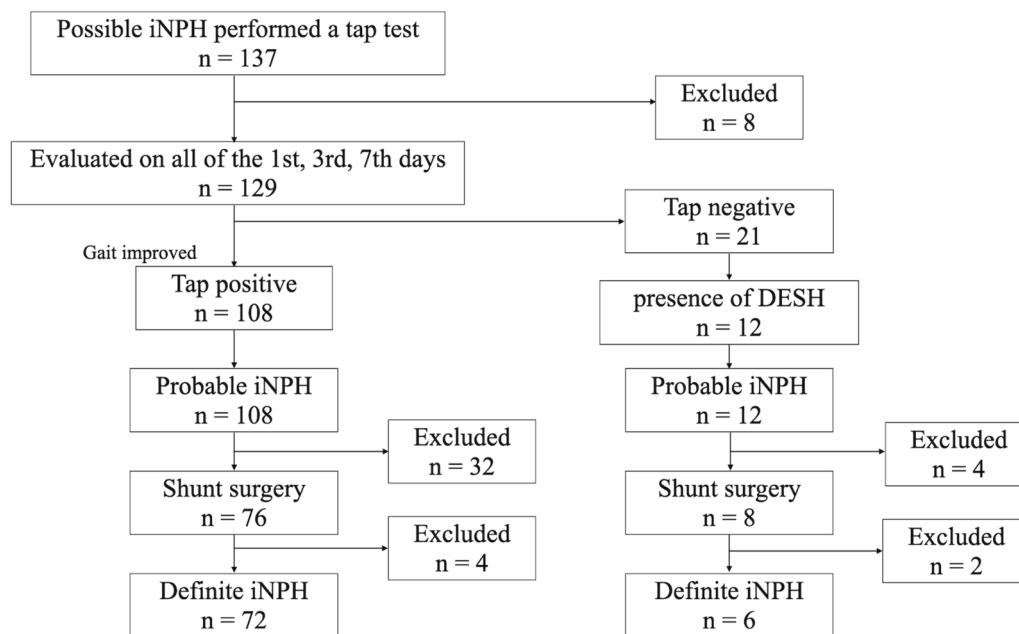 Possible iNPH performed a tap test
n = 137
Excluded
n = 8
Evaluated on all of the 1st, 3rd, 7th days
n = 129
Tap negative
n = 21
Gait improved
Tap positive
n = 108
presence of DESH
n = 12
Probable iNPH
n = 108
Probable iNPH
n = 12
Excluded
n = 32
Excluded
n = 4
Shunt surgery
n = 76
Shunt surgery
n = 8
Excluded
n = 4
Excluded
n = 2
Definite iNPH
n = 72
Definite iNPH
n = 6